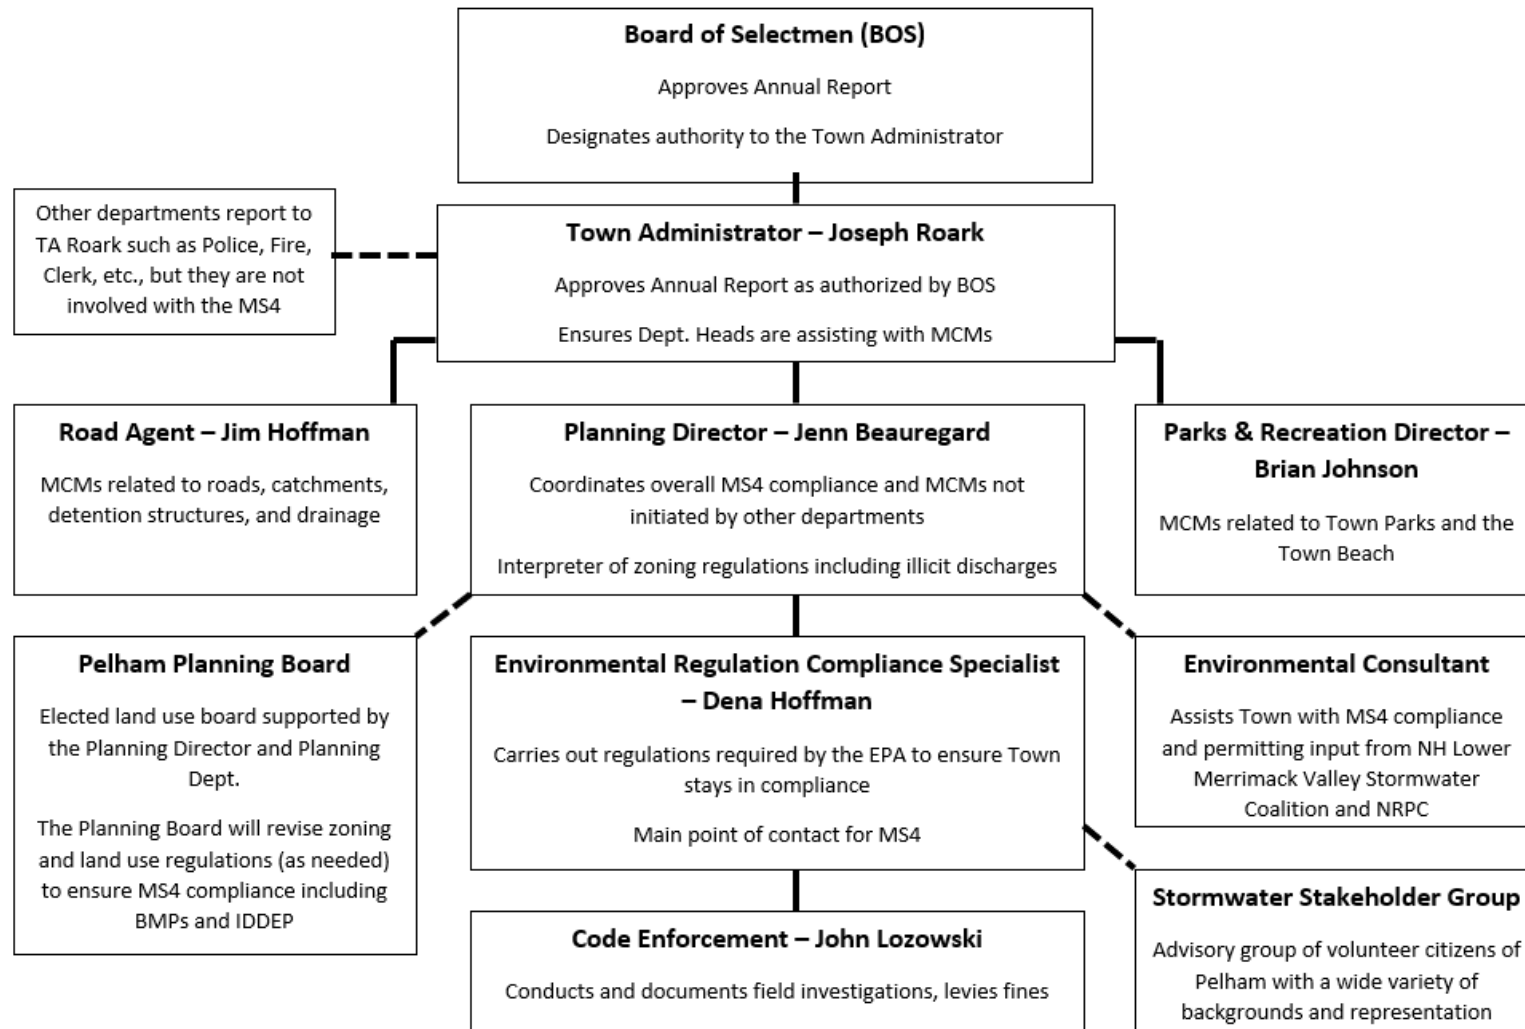 Board of Selectmen (BOS)
Approves Annual Report
Designates authority to the Town Administrator
Other departments report to
TA Roark such as Police, Fire,
Clerk, etc., but they are not
involved with the MS4
Town Administrator – Joseph Roark
Approves Annual Report as authorized by BOS
Ensures Dept. Heads are assisting with MCMs
Road Agent – Jim Hoffman
MCMs related to roads, catchments,
detention structures, and drainage
Planning Director – Jenn Beauregard
Coordinates overall MS4 compliance and MCMs not
initiated by other departments
Interpreter of zoning regulations including illicit discharges
Parks & Recreation Director –
Brian Johnson
MCMs related to Town Parks and the
Town Beach
Pelham Planning Board
Elected land use board supported by
the Planning Director and Planning
Dept.
The Planning Board will revise zoning
and land use regulations (as needed)
to ensure MS4 compliance including
BMPs and IDDEP
Environmental Regulation Compliance Specialist
– Dena Hoffman
Carries out regulations required by the EPA to ensure Town
stays in compliance
Main point of contact for MS4
Environmental Consultant
Assists Town with MS4 compliance
and permitting input from NH Lower
Merrimack Valley Stormwater
Coalition and NRPC
Code Enforcement – John Lozowski
Conducts and documents field investigations, levies fines
Stormwater Stakeholder Group
Advisory group of volunteer citizens of
Pelham with a wide variety of
backgrounds and representation